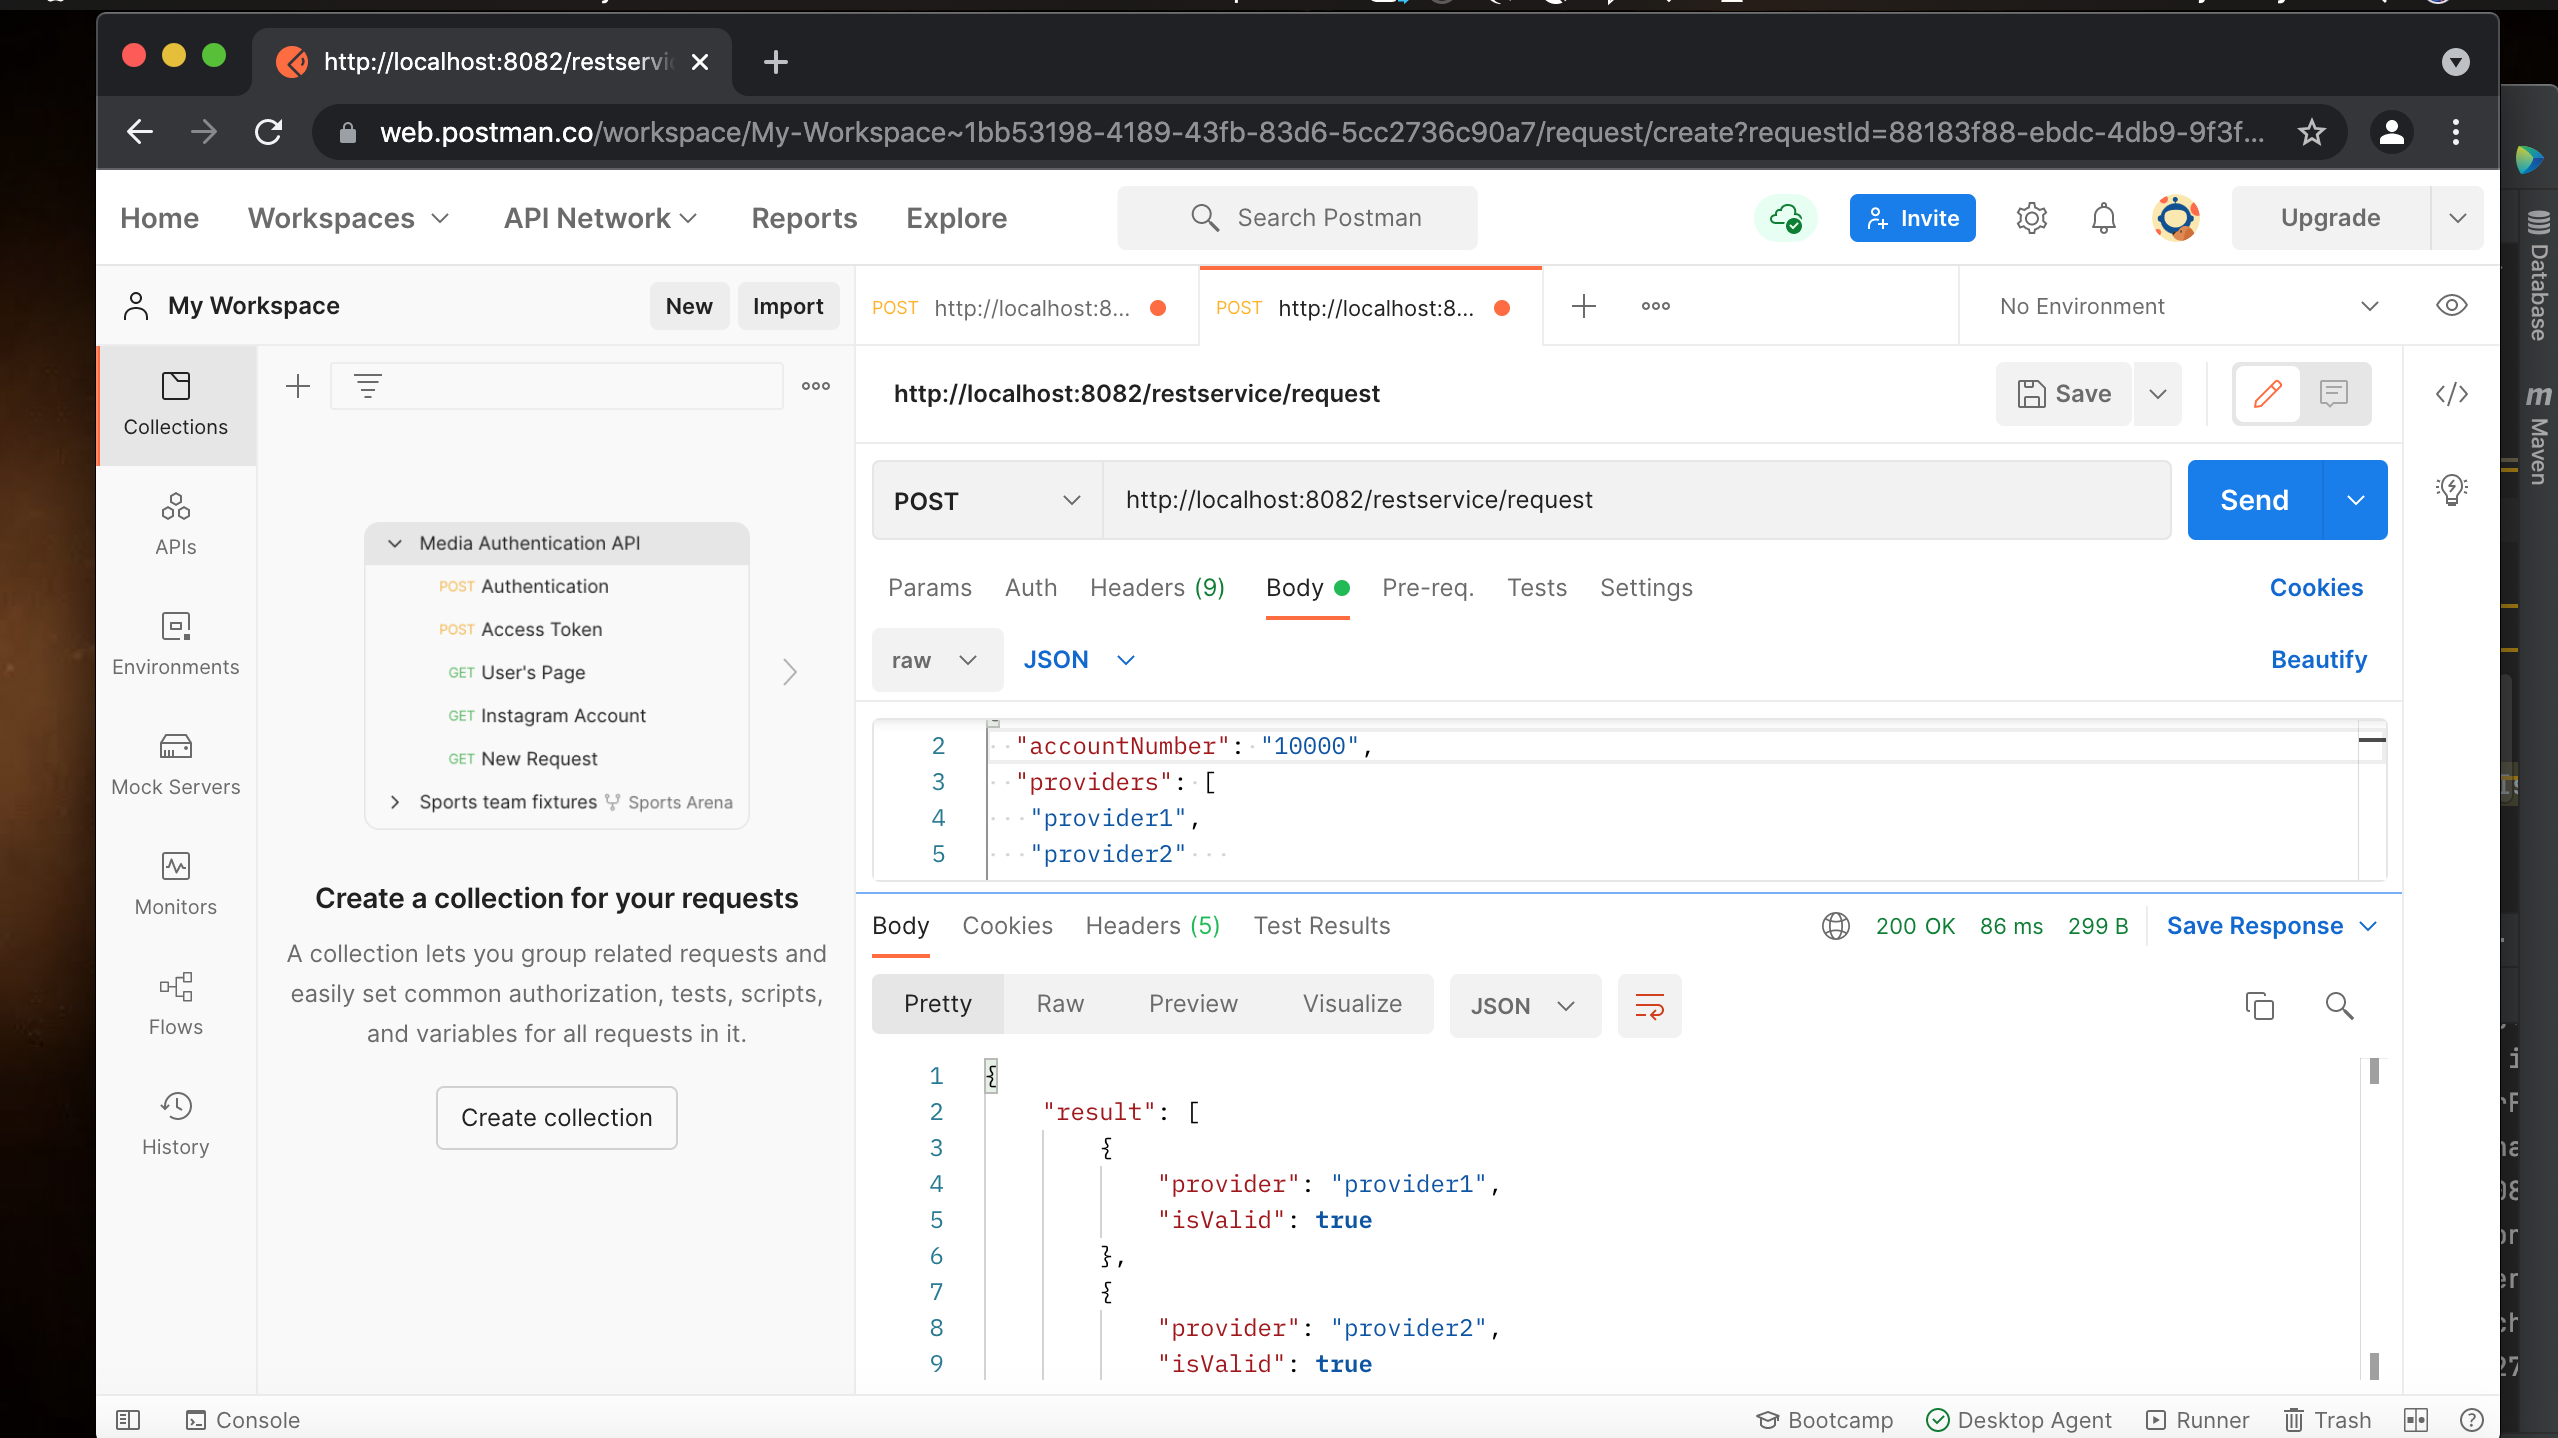 http://localhost:8082/restservi
web.postman.co/workspace/My-Workspace~1bb53198-4189-43fb-83d6-5cc2736c90a7/request/create?requestId=88183f88-ebdc-4db9-9f3f...
Home Workspaces API Network Reports Explore Search Postman Invite Upgrade
My Workspace New Import
POST http://localhost:8... POST http://localhost:8... No Environment
Collections
APIs
Environments
Mock Servers
Monitors
Flows
History
Media Authentication API
POST Authentication
POST Access Token
GET User's Page
GET Instagram Account
GET New Request
Sports team fixtures Sports Arena
Create a collection for your requests
A collection lets you group related requests and
easily set common authorization, tests, scripts,
and variables for all requests in it.
Create collection
http://localhost:8082/restservice/request Save
POST http://localhost:8082/restservice/request Send
Params Auth Headers (9) Body Pre-req. Tests Settings Cookies
raw JSON Beautify
2 "accountNumber": "10000",
3 "providers": [
4 "provider1",
5 "provider2"
Body Cookies Headers (5) Test Results 200 OK 86 ms 299 B Save Response
Pretty Raw Preview Visualize JSON
1 {
2 "result": [
3 {
4 "provider": "provider1",
5 "isValid": true
6 },
7 {
8 "provider": "provider2",
9 "isValid": true
Console Bootcamp Desktop Agent Runner Trash
Database
m Maven